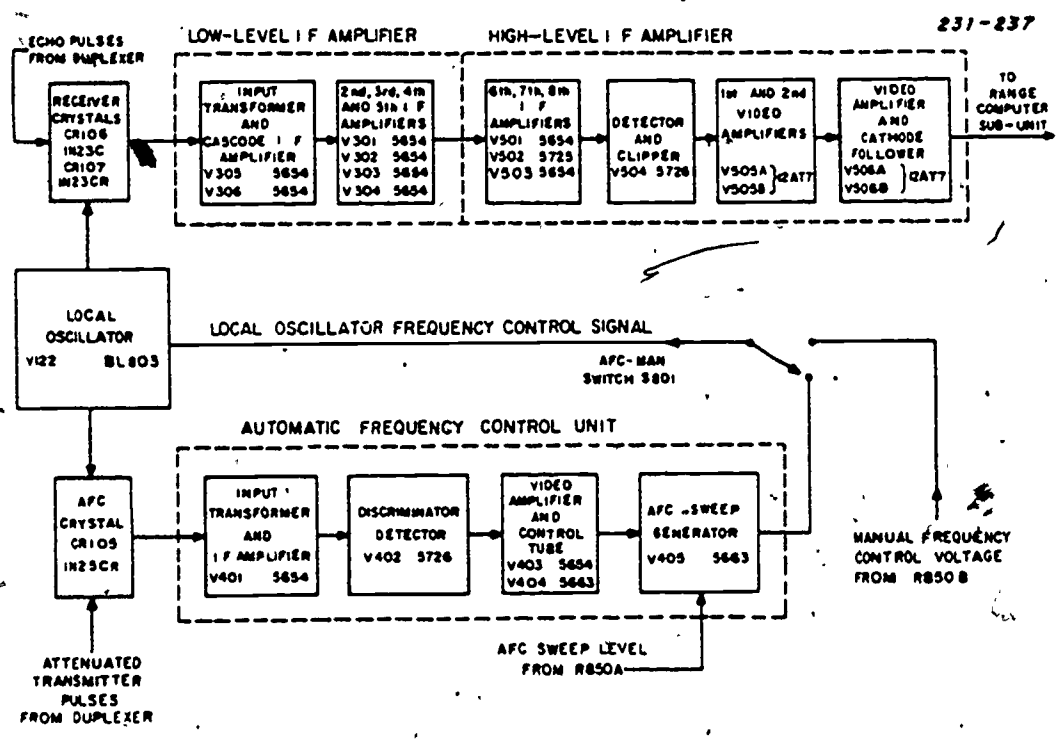 231-237
ECHO PULSES
FROM DUPLEXER
LOW-LEVEL I F AMPLIFIER
HIGH-LEVEL I F AMPLIFIER
RECEIVER
CRYSTALS
CR106
IN23C
CR107
IN23CR
INPUT
TRANSFORMER
AND
CASCODE I F
AMPLIFIER
V305 5654
V306 5654
2nd, 3rd, 4th
AND 5th I F
AMPLIFIERS
V301 5654
V302 5654
V303 5654
V304 5654
6th, 7th, 8th
I F
AMPLIFIERS
V501 5654
V502 5725
V503 5654
DETECTOR
AND
CLIPPER
V504 5726
1st AND 2nd
VIDEO
AMPLIFIERS
V505A
V505B } 12AT7
VIDEO
AMPLIFIER
AND
CATHODE
FOLLOWER
V506A
V506B } 12AT7
TO
RANGE
COMPUTER
SUB-UNIT
LOCAL
OSCILLATOR
V122 BL803
LOCAL OSCILLATOR FREQUENCY CONTROL SIGNAL
AFC-MAN
SWITCH S801
AUTOMATIC FREQUENCY CONTROL UNIT
AFC
CRYSTAL
CR105
IN23CR
INPUT
TRANSFORMER
AND
I F AMPLIFIER
V401 5654
DISCRIMINATOR
DETECTOR
V402 5726
VIDEO
AMPLIFIER
AND
CONTROL
TUBE
V403 5654
V404 5663
AFC SWEEP
GENERATOR
V405 5663
MANUAL FREQUENCY
CONTROL VOLTAGE
FROM R850B
AFC SWEEP LEVEL
FROM R850A
ATTENUATED
TRANSMITTER
PULSES
FROM DUPLEXER